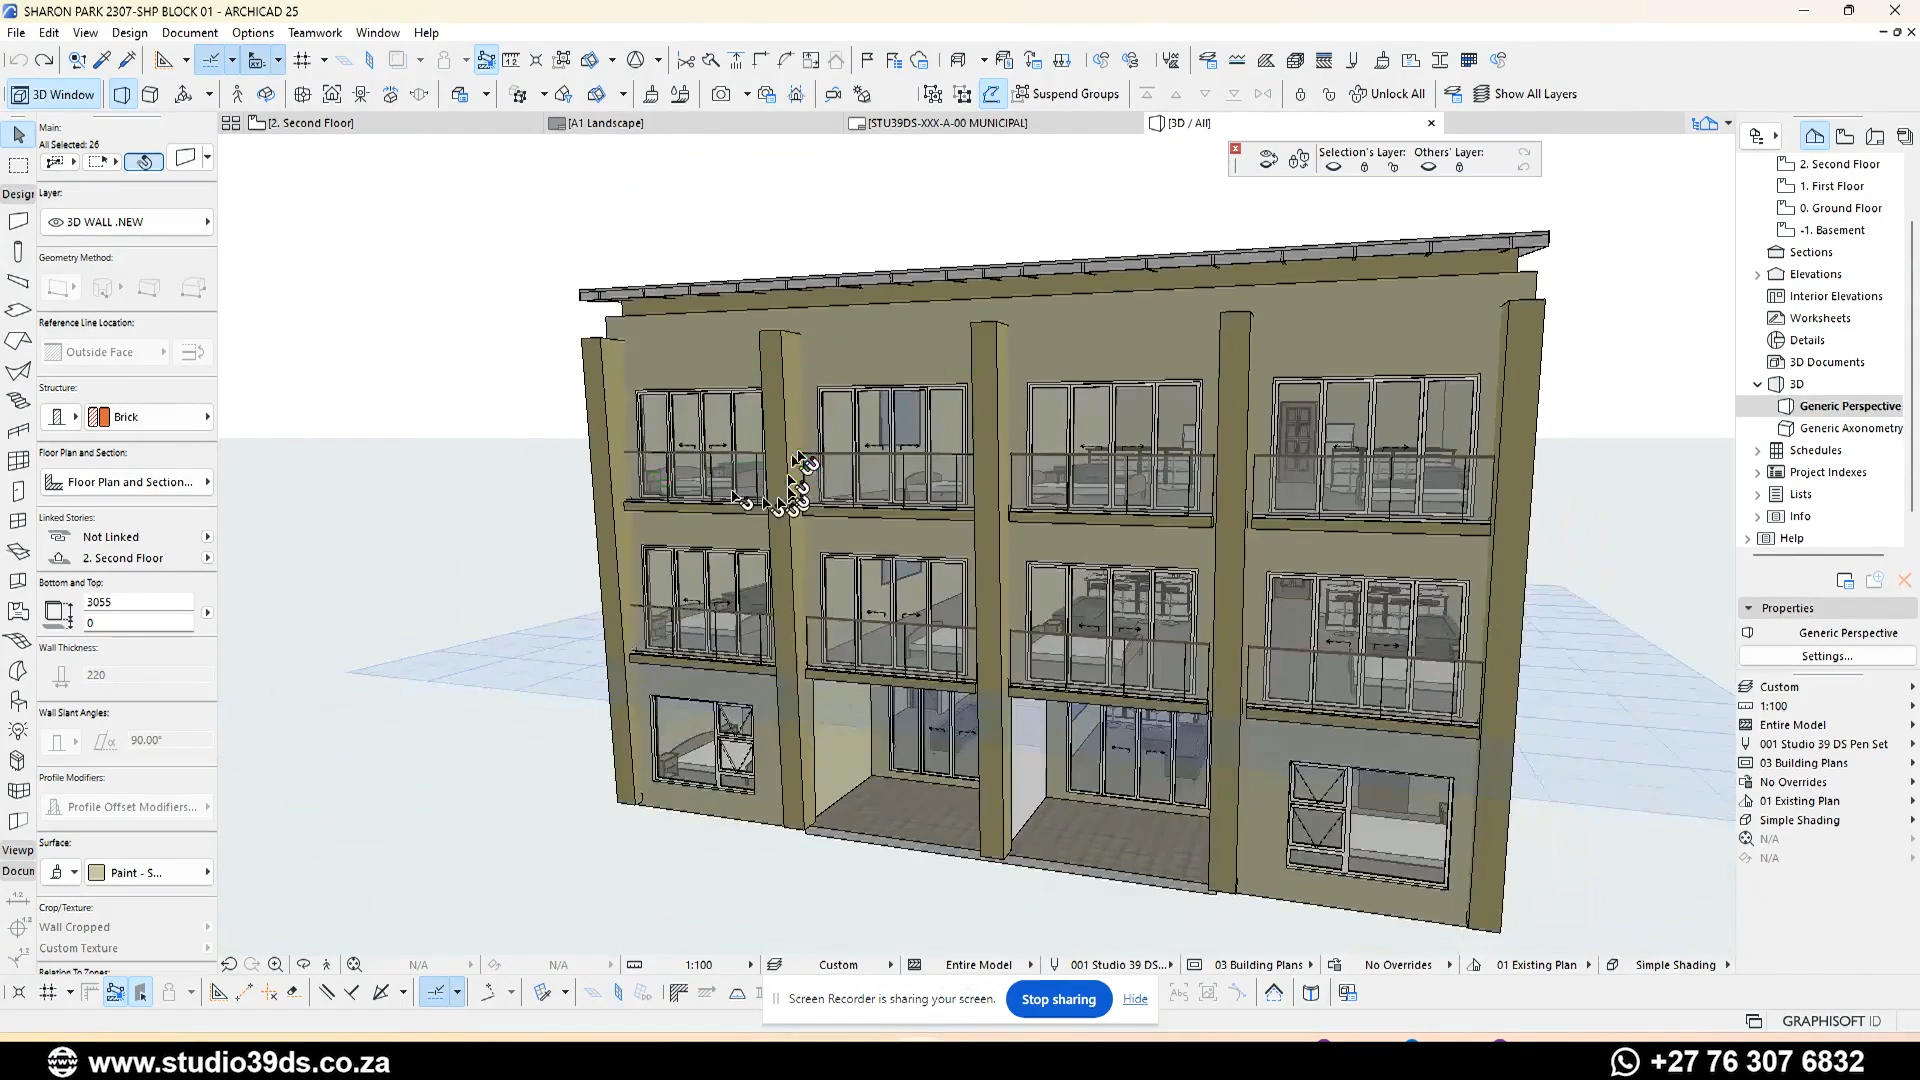 SHARON PARK 2307-SHP BLOCK 01 - ARCHICAD 25
File Edit View Design Document Options Teamwork Window Help
Suspend Groups
Unlock All
Show All Layers
3D Window
[2. Second Floor]
[A1 Landscape]
[STU39DS-XXX-A-00 MUNICIPAL]
[3D / All]
Main:
All Selected: 26
Design
Layer:
3D WALL .NEW
Geometry Method:
Reference Line Location:
Outside Face
Structure:
Brick
Floor Plan and Section:
Floor Plan and Section...
Linked Stories:
Not Linked
2. Second Floor
Bottom and Top:
3055
0
Wall Thickness:
220
Wall Slant Angles:
90.00°
Profile Modifiers:
Profile Offset Modifiers...
Surface:
Viewp
Docum
Paint - S...
Crop/Texture:
Wall Cropped
Custom Texture
Relation To Zones:
Selection's Layer: Others' Layer:
2. Second Floor
1. First Floor
0. Ground Floor
-1. Basement
Sections
Elevations
Interior Elevations
Worksheets
Details
3D Documents
3D
Generic Perspective
Generic Axonometry
Schedules
Project Indexes
Lists
Info
Help
Properties
Generic Perspective
Settings...
Custom
1:100
Entire Model
001 Studio 39 DS Pen Set
03 Building Plans
No Overrides
01 Existing Plan
Simple Shading
N/A
N/A
N/A N/A 1:100 Custom Entire Model 001 Studio 39 DS... 03 Building Plans No Overrides 01 Existing Plan Simple Shading
Screen Recorder is sharing your screen. Stop sharing Hide
GRAPHISOFT ID
www.studio39ds.co.za
+27 76 307 6832